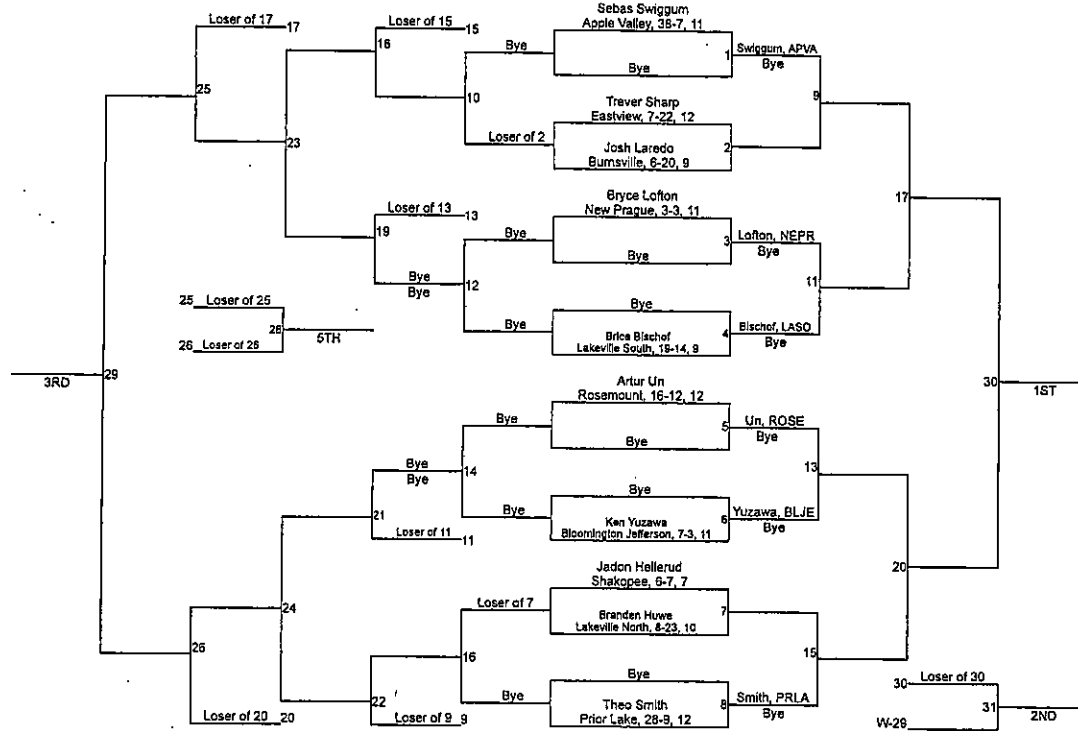 Loser of 17
17
25
23
16
Loser of 15
15
Bye
10
Loser of 2
Sebas Swiggum
Apple Valley, 38-7, 11
Bye
1
Swiggum, APVA
Bye
9
Trever Sharp
Eastview, 7-22, 12
Josh Laredo
Burnsville, 6-20, 9
2
17
19
Loser of 13
13
Bye
Bye
12
Bye
Bye
Bryce Lofton
New Prague, 3-3, 11
Bye
3
Lofton, NEPR
Bye
11
Bye
Brice Bischof
Lakeville South, 19-14, 9
4
Bischof, LASO
Bye
25
Loser of 25
26
Loser of 26
28
5TH
3RD
29
30
1ST
Artur Un
Rosemount, 16-12, 12
Bye
5
Un, ROSE
Bye
13
Bye
14
Bye
Bye
Bye
Bye
Ken Yuzawa
Bloomington Jefferson, 7-3, 11
6
Yuzawa, BLJE
Bye
21
Loser of 11
11
20
24
Jadon Hellerud
Shakopee, 6-7, 7
Branden Huwe
Lakeville North, 8-23, 10
7
Loser of 7
16
Bye
15
Bye
Theo Smith
Prior Lake, 28-9, 12
8
Smith, PRLA
Bye
26
22
Loser of 20
20
Loser of 9
9
30
Loser of 30
31
2ND
W-29